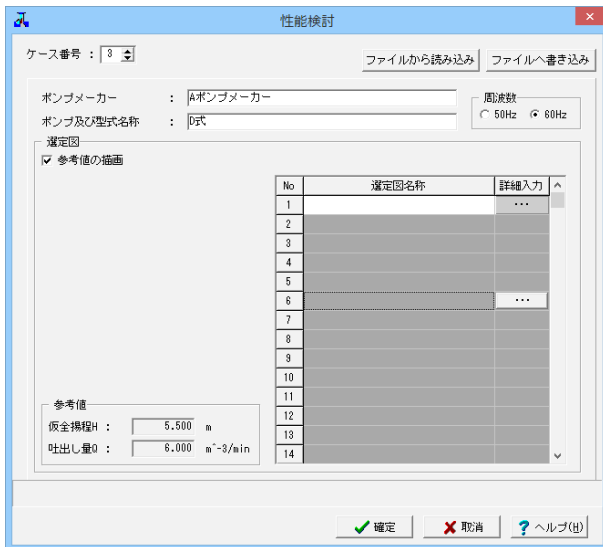 性能検討
ケース番号 : 3
ファイルから読み込み ファイルへ書き込み
ポンプメーカー : Aポンプメーカー
周波数
ポンプ及び型式名称 : D式
50Hz 60Hz
選定図
参考値の描画
No 選定図名称 詳細入力
1 ...
2
3
4
5
6 ...
7
8
9
10
11
12
13
14
参考値
仮全揚程H : 5.500 m
吐出し量Q : 6.000 m^-3/min
確定 取消 ヘルプ(H)